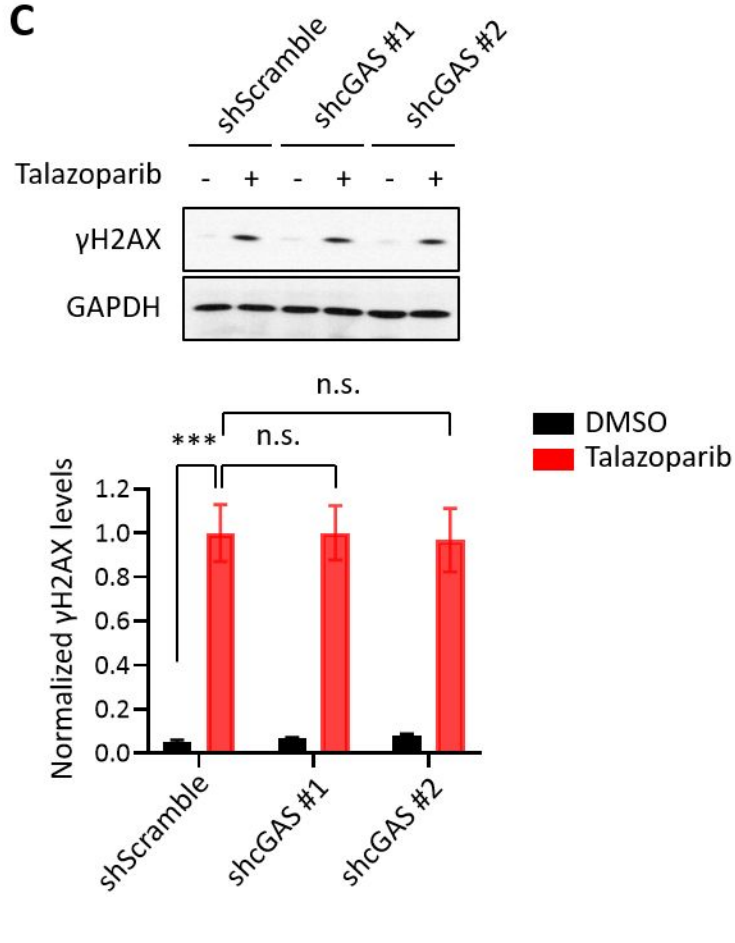 C
shScramble shcGAS #1 shcGAS #2
Talazoparib - + - + - +
γH2AX
GAPDH
n.s.
*** n.s.
DMSO
Talazoparib
Normalized γH2AX levels
1.2
1.0
0.8
0.6
0.4
0.2
0.0
shScramble shcGAS #1 shcGAS #2